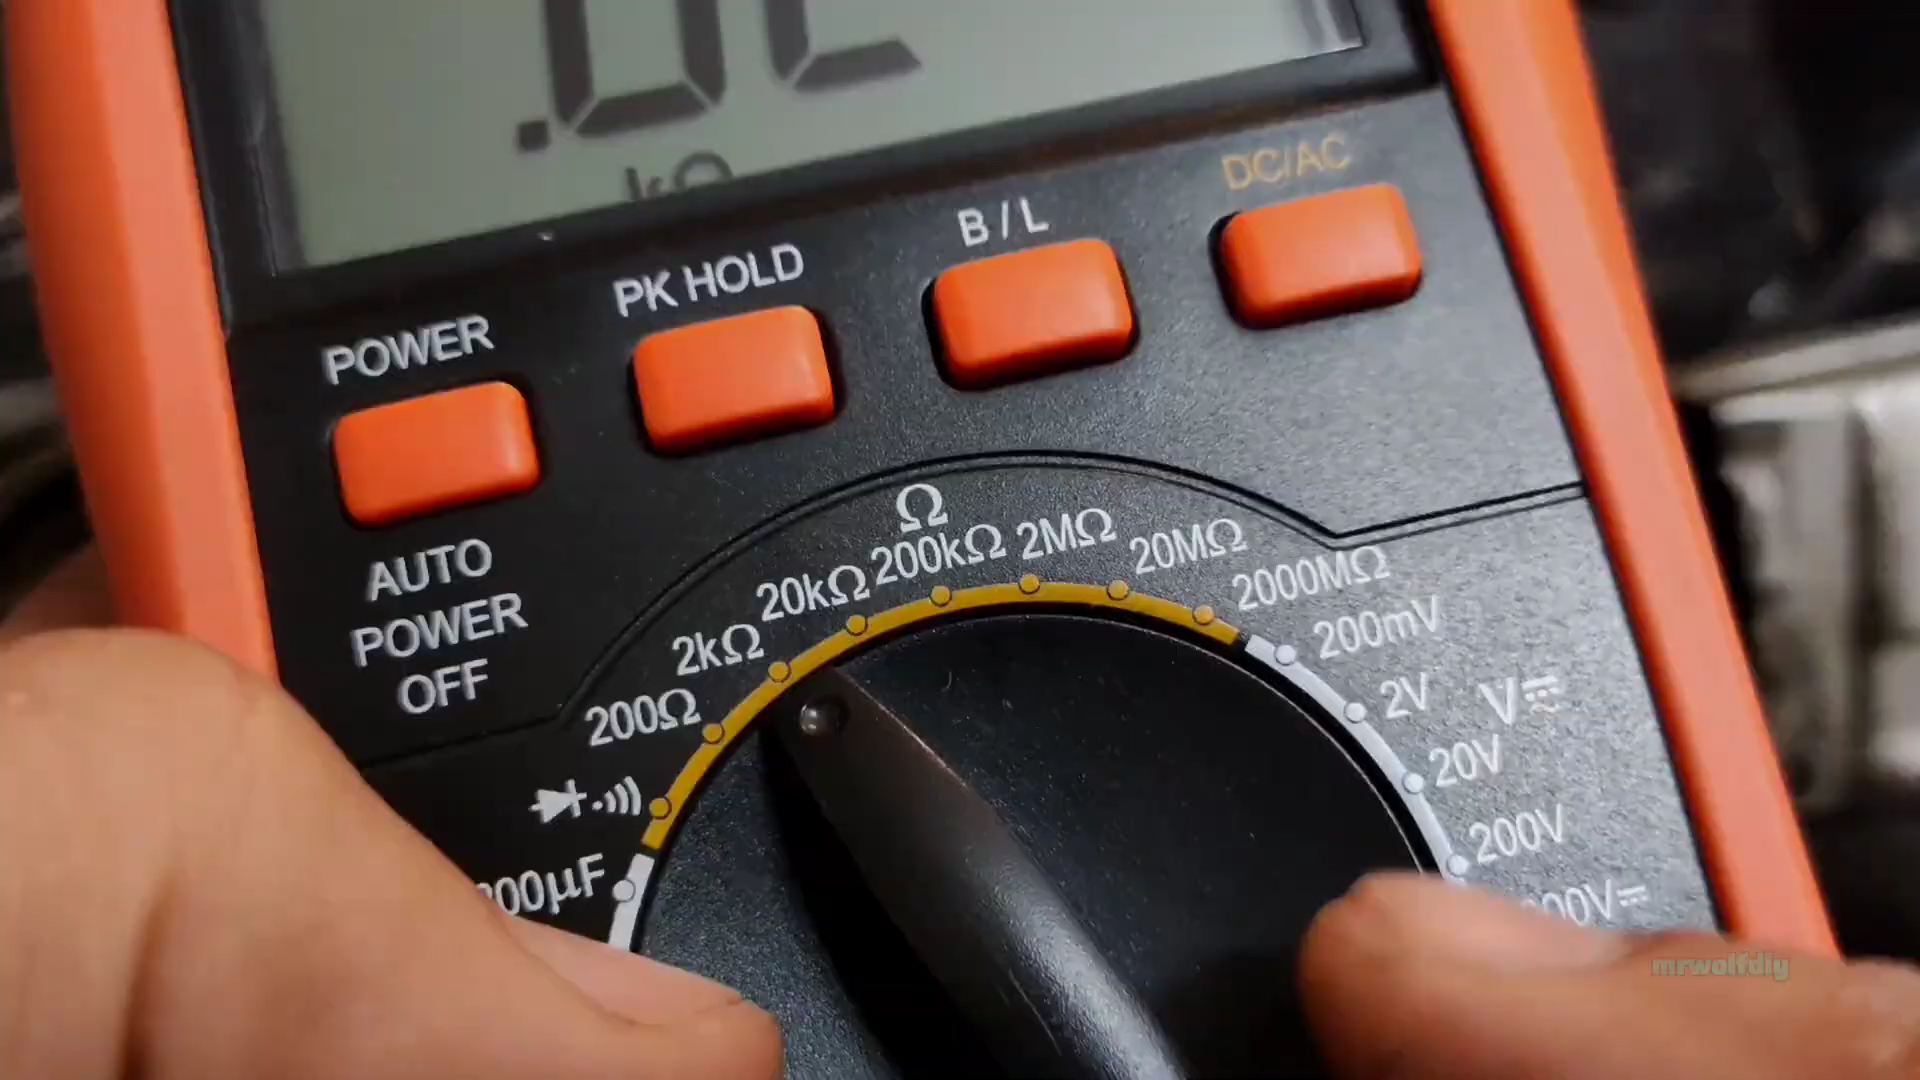 kΩ
DC/AC
B / L
PK HOLD
POWER
AUTO
POWER
OFF
Ω
200Ω
2kΩ
20kΩ
200kΩ
2MΩ
20MΩ
2000MΩ
200mV
2V
V
20V
200V
mrwolfdiy